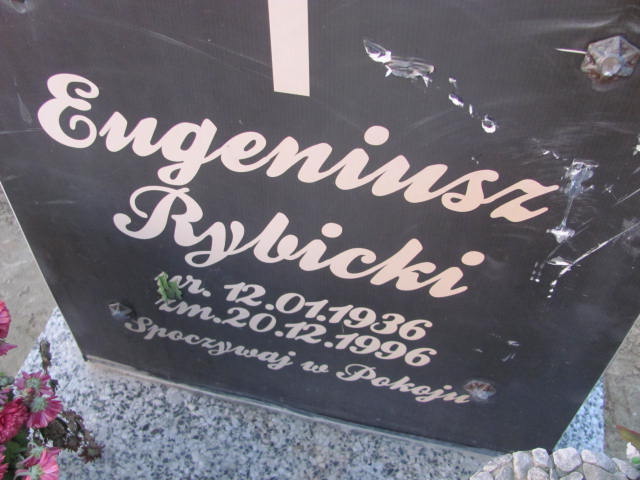 Eugeniusz
Rybicki
ur. 12.01.1936
zm.20.12.1996
Spoczywaj w Pokoju